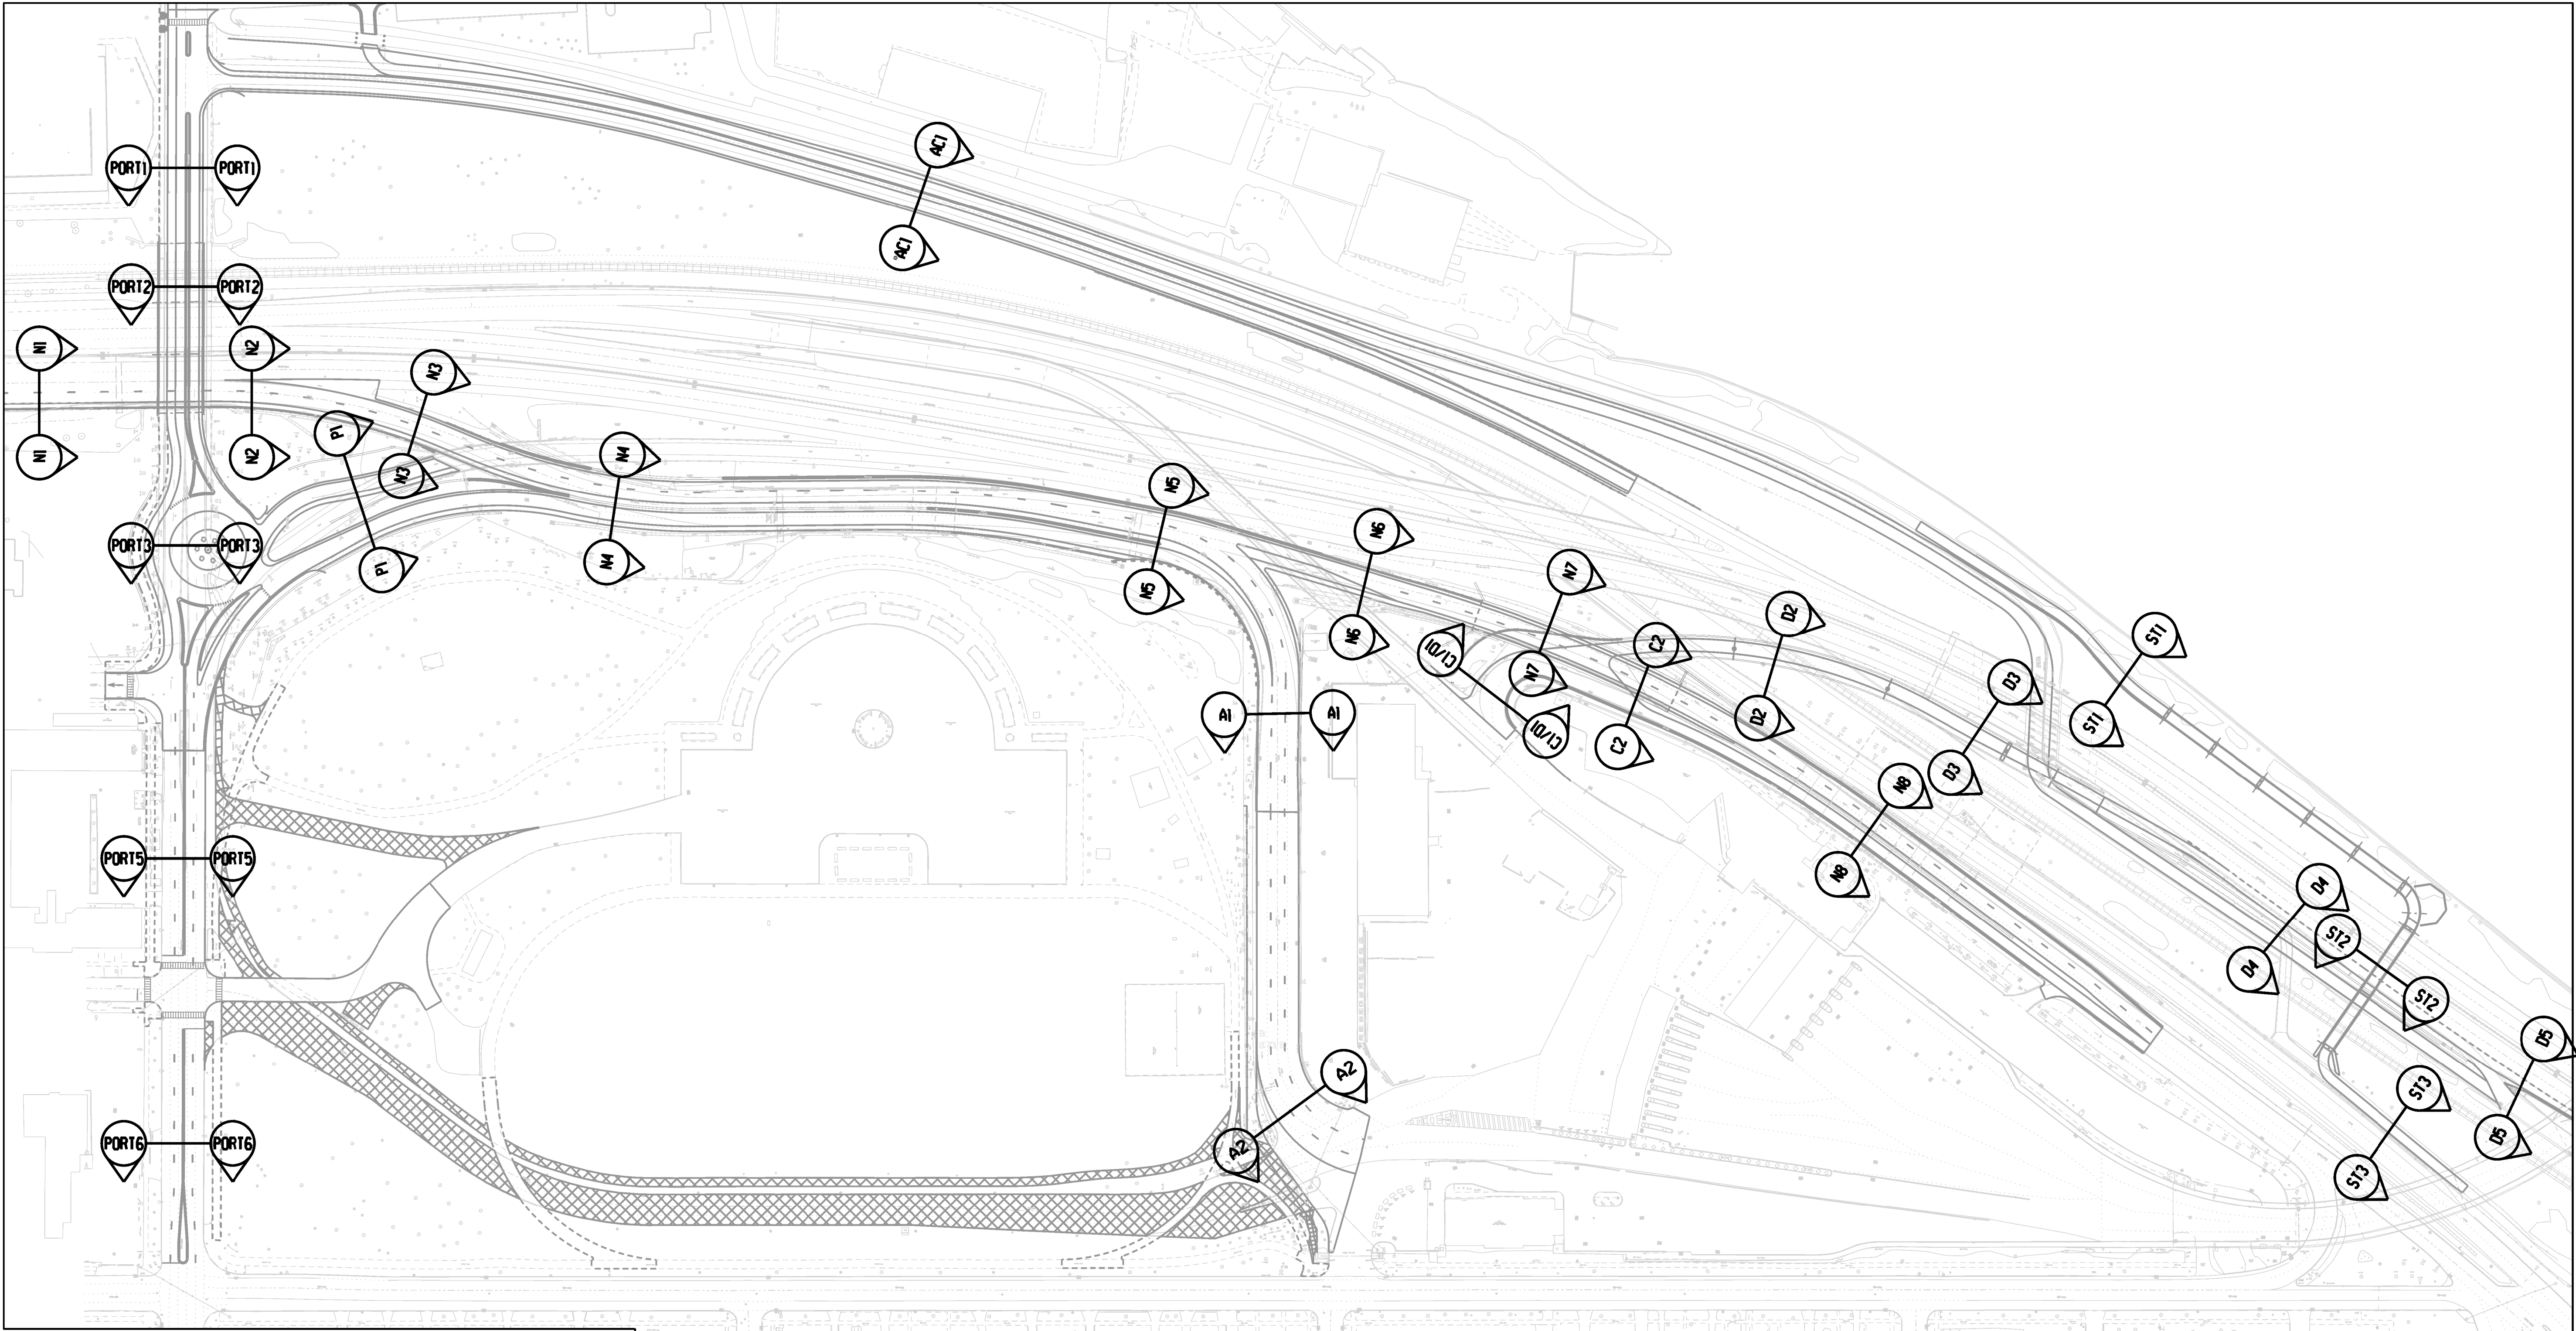 AC1
AC1
PORT1 PORT1
PORT2 PORT2
N1
N1
N2
N2
N3
N3
P1
P1
N4
N4
N5
N5
PORT3 PORT3
N6
N6
N7
N7
C1/D1
C1/D1
C2
C2
D2
D2
D3
D3
ST1
ST1
A1 A1
N8
N8
PORT5 PORT5
D4
D4
ST2
ST2
D5
D5
A2
A2
ST3
ST3
PORT6 PORT6